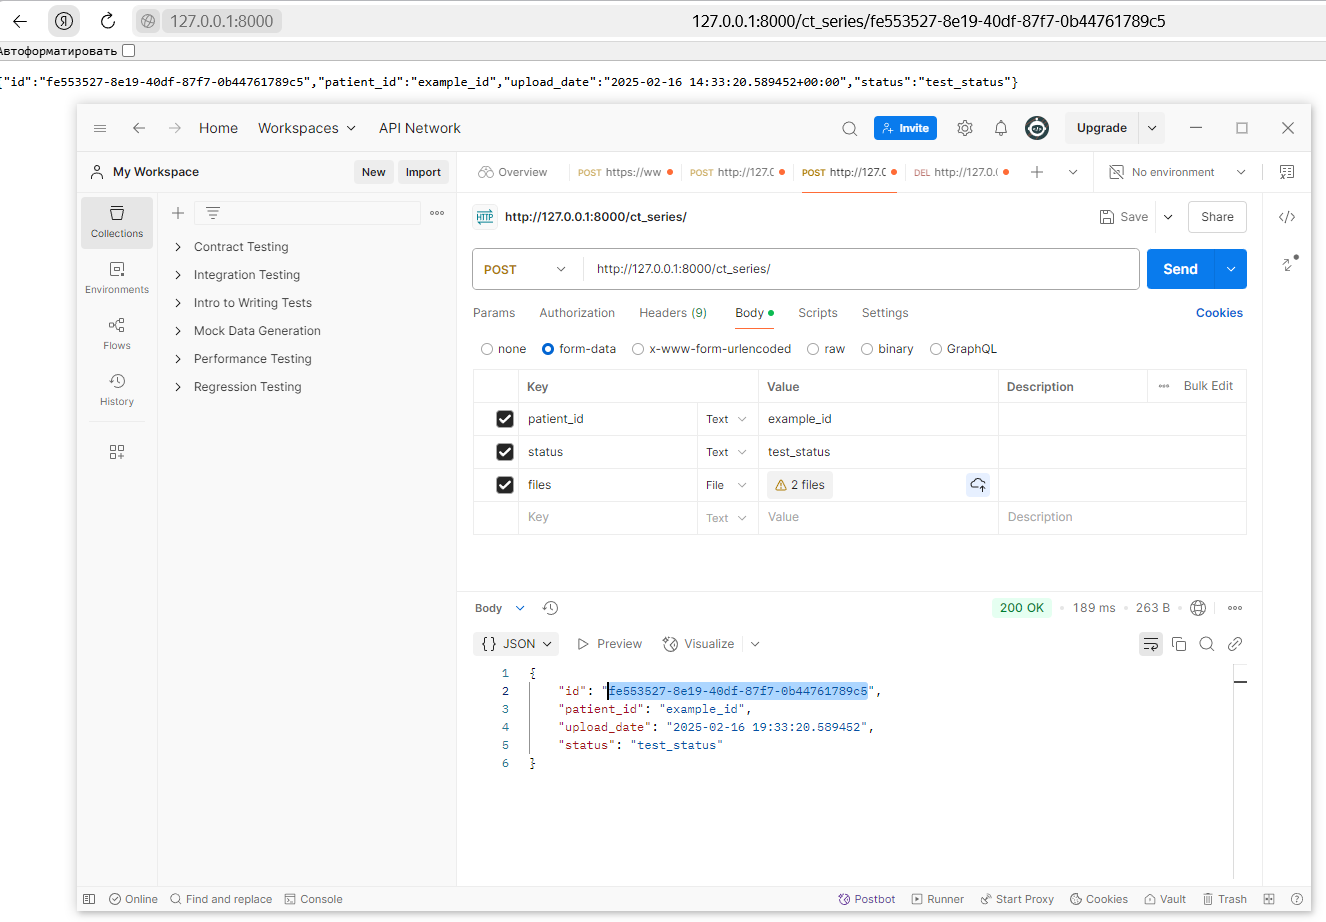 Я 127.0.0.1:8000 127.0.0.1:8000/ct_series/fe553527-8e19-40df-87f7-0b44761789c5
Автоформатировать
{"id":"fe553527-8e19-40df-87f7-0b44761789c5","patient_id":"example_id","upload_date":"2025-02-16 14:33:20.589452+00:00","status":"test_status"}
Home Workspaces API Network Invite Upgrade
My Workspace New Import Overview POST https://ww POST http://127.( POST http://127.0. DEL http://127.0.( No environment
Collections
Environments
Flows
History
Contract Testing
Integration Testing
Intro to Writing Tests
Mock Data Generation
Performance Testing
Regression Testing
HTTP http://127.0.0.1:8000/ct_series/ Save Share
POST http://127.0.0.1:8000/ct_series/ Send
Params Authorization Headers (9) Body Scripts Settings Cookies
none form-data x-www-form-urlencoded raw binary GraphQL
Key Value Description Bulk Edit
patient_id Text example_id
status Text test_status
files File 2 files
Key Text Value Description
Body 200 OK 189 ms 263 B
{} JSON Preview Visualize
1 {
2 "id": "fe553527-8e19-40df-87f7-0b44761789c5",
3 "patient_id": "example_id",
4 "upload_date": "2025-02-16 19:33:20.589452",
5 "status": "test_status"
6 }
Online Find and replace Console Postbot Runner Start Proxy Cookies Vault Trash